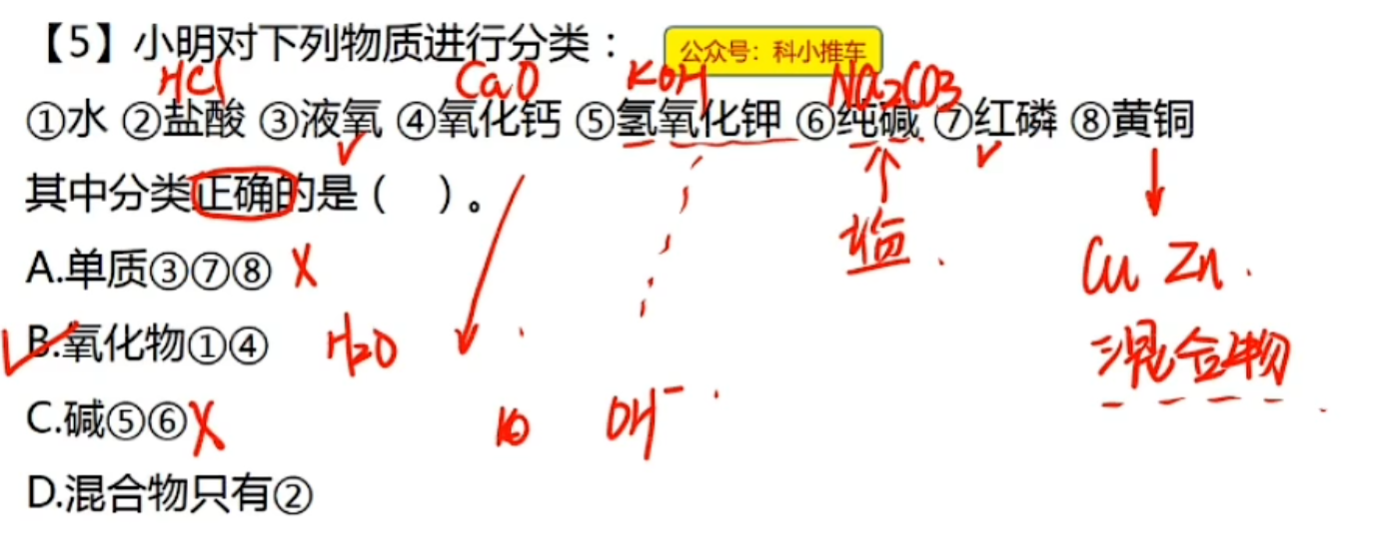 【5】小明对下列物质进行分类：
公众号：科小推车
HCl CaO KOH Na2CO3
①水 ②盐酸 ③液氧 ④氧化钙 ⑤氢氧化钾 ⑥纯碱 ⑦红磷 ⑧黄铜
其中分类正确的是（ ）。
盐
A.单质③⑦⑧ X
Cu Zn
B.氧化物①④ H2O
混合物
C.碱⑤⑥ X
OH⁻
D.混合物只有②